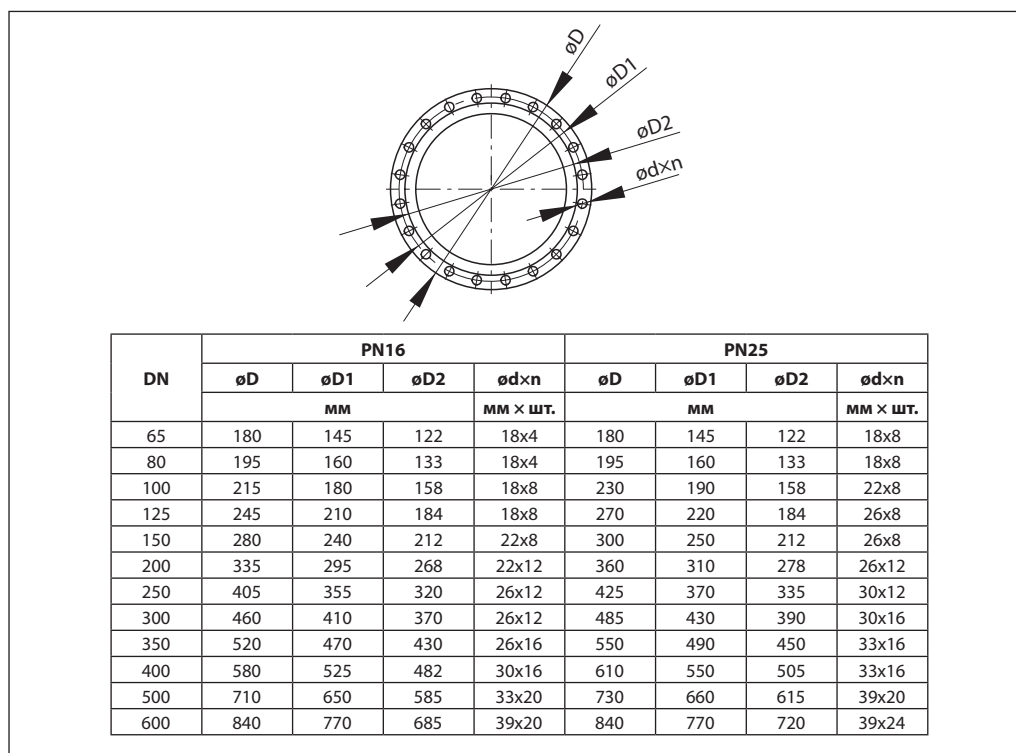 øD
øD1
øD2
ød×n
DN PN16 PN25
øD øD1 øD2 ød×n øD øD1 øD2 ød×n
мм мм × шт. мм мм × шт.
65 180 145 122 18x4 180 145 122 18x8
80 195 160 133 18x4 195 160 133 18x8
100 215 180 158 18x8 230 190 158 22x8
125 245 210 184 18x8 270 220 184 26x8
150 280 240 212 22x8 300 250 212 26x8
200 335 295 268 22x12 360 310 278 26x12
250 405 355 320 26x12 425 370 335 30x12
300 460 410 370 26x12 485 430 390 30x16
350 520 470 430 26x16 550 490 450 33x16
400 580 525 482 30x16 610 550 505 33x16
500 710 650 585 33x20 730 660 615 39x20
600 840 770 685 39x20 840 770 720 39x24